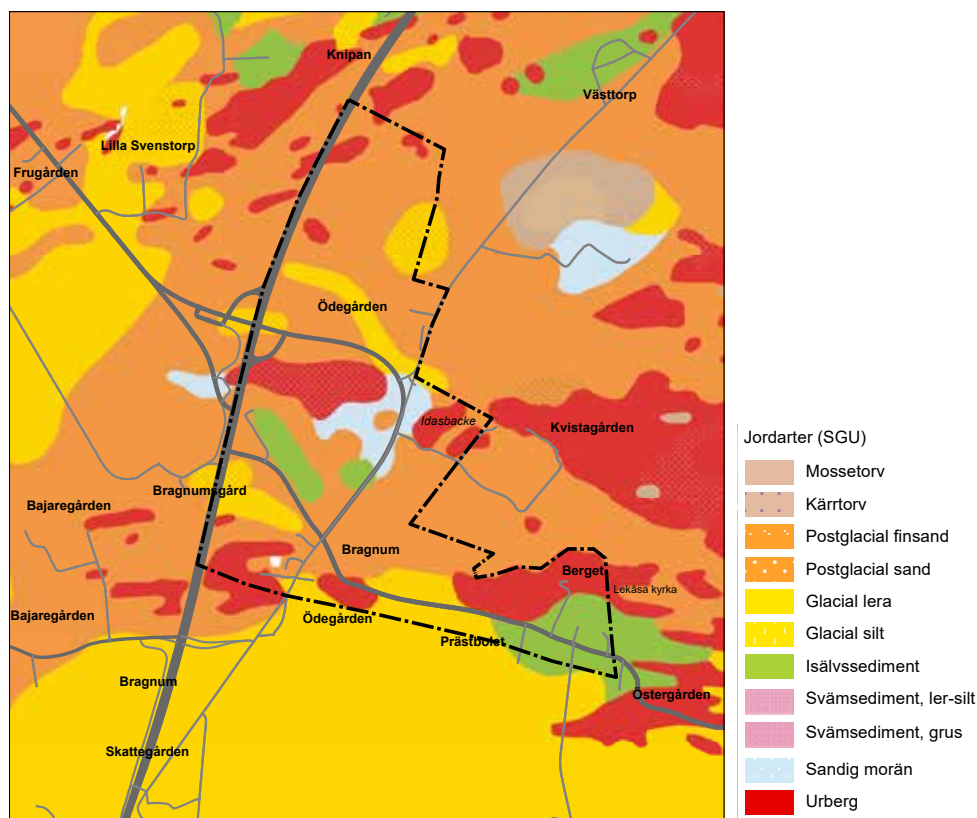 Knipan
Västtorp
Lilla Svenstorp
Frugården
Ödegården
Idasbacke
Kvistagården
Bragnumsgård
Bajaregården
Bragnum
Berget
Lekåsa kyrka
Bajaregården
Ödegården
Prästbolet
Bragnum
Östergården
Skattegården
Jordarter (SGU)
Mossetorv
Kärrtorv
Postglacial finsand
Postglacial sand
Glacial lera
Glacial silt
Isälvssediment
Svämsediment, ler-silt
Svämsediment, grus
Sandig morän
Urberg